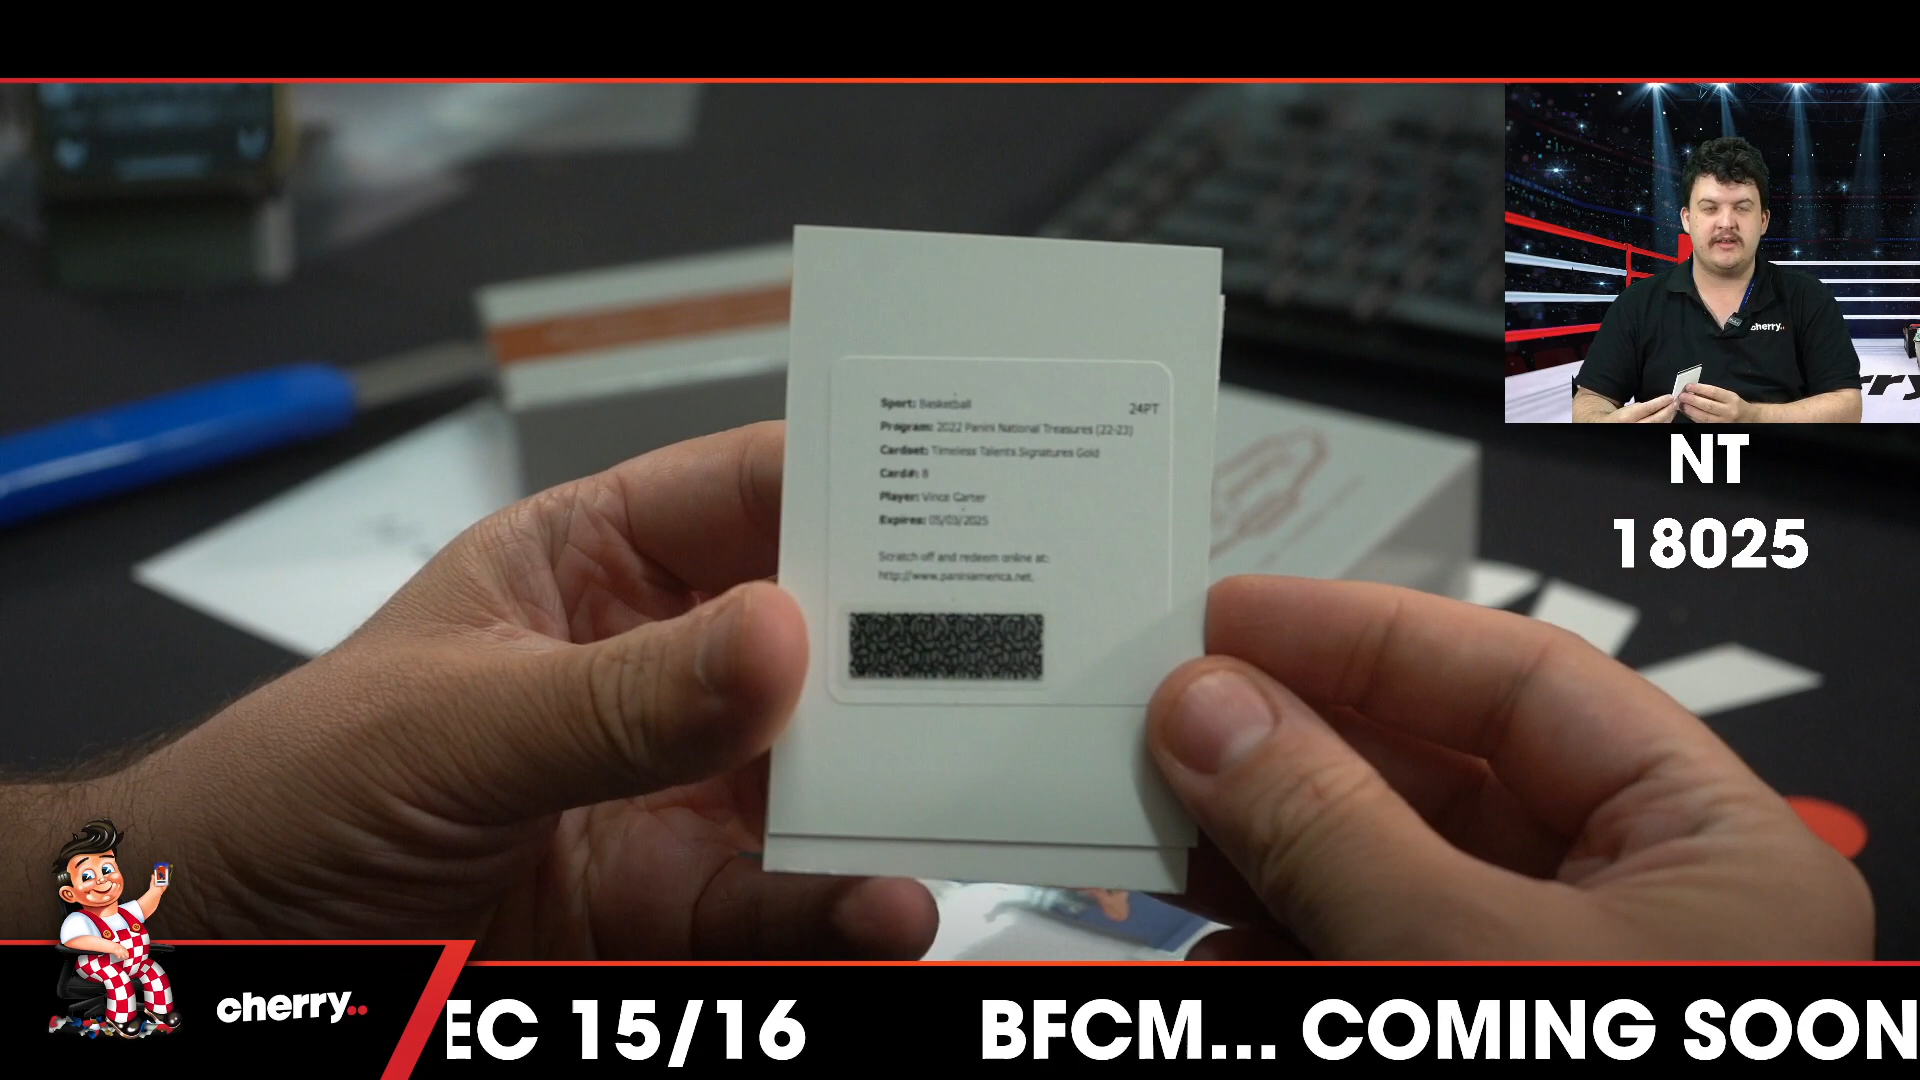 Sport: Basketball
24PT
Program: 2022 Panini National Treasures (22-23)
Cardset: Timeless Talents Signatures Gold
Card#: 8
Player: Vince Carter
Expires: 05/03/2025
Scratch off and redeem online at:
http://www.paniniamerica.net.
cherry..
NT
18025
cherry..
EC 15/16
BFCM... COMING SOON